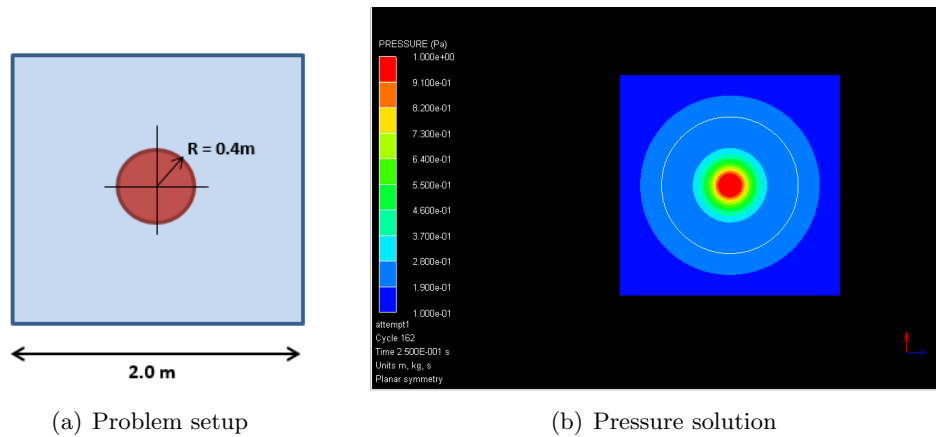 R = 0.4m
2.0 m
(a) Problem setup
PRESSURE (Pa)
1.000e+00
9.100e-01
8.200e-01
7.300e-01
6.400e-01
5.500e-01
4.600e-01
3.700e-01
2.800e-01
1.900e-01
1.000e-01
attempt1
Cycle 162
Time 2.500E-001 s
Units m, kg, s
Planar symmetry
(b) Pressure solution